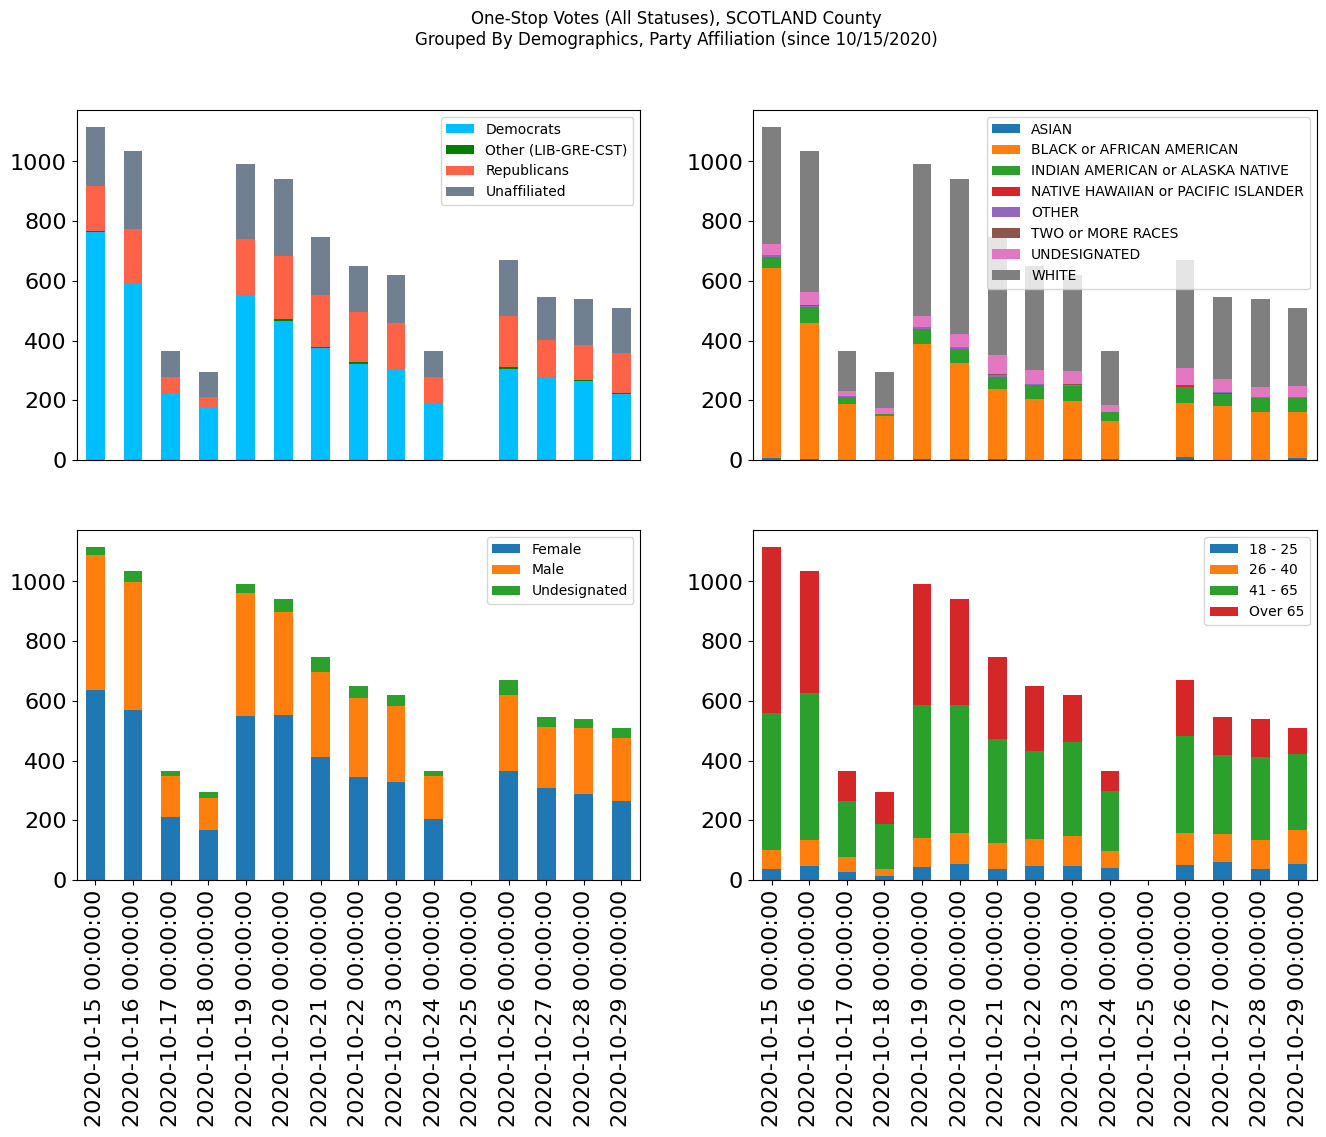 One-Stop Votes (All Statuses), SCOTLAND County
Grouped By Demographics, Party Affiliation (since 10/15/2020)
1000
800
600
400
200
0
Democrats
Other (LIB-GRE-CST)
Republicans
Unaffiliated
1000
800
600
400
200
0
ASIAN
BLACK or AFRICAN AMERICAN
INDIAN AMERICAN or ALASKA NATIVE
NATIVE HAWAIIAN or PACIFIC ISLANDER
OTHER
TWO or MORE RACES
UNDESIGNATED
WHITE
1000
800
600
400
200
0
Female
Male
Undesignated
2020-10-15 00:00:00
2020-10-16 00:00:00
2020-10-17 00:00:00
2020-10-18 00:00:00
2020-10-19 00:00:00
2020-10-20 00:00:00
2020-10-21 00:00:00
2020-10-22 00:00:00
2020-10-23 00:00:00
2020-10-24 00:00:00
2020-10-25 00:00:00
2020-10-26 00:00:00
2020-10-27 00:00:00
2020-10-28 00:00:00
2020-10-29 00:00:00
1000
800
600
400
200
0
18 - 25
26 - 40
41 - 65
Over 65
2020-10-15 00:00:00
2020-10-16 00:00:00
2020-10-17 00:00:00
2020-10-18 00:00:00
2020-10-19 00:00:00
2020-10-20 00:00:00
2020-10-21 00:00:00
2020-10-22 00:00:00
2020-10-23 00:00:00
2020-10-24 00:00:00
2020-10-25 00:00:00
2020-10-26 00:00:00
2020-10-27 00:00:00
2020-10-28 00:00:00
2020-10-29 00:00:00